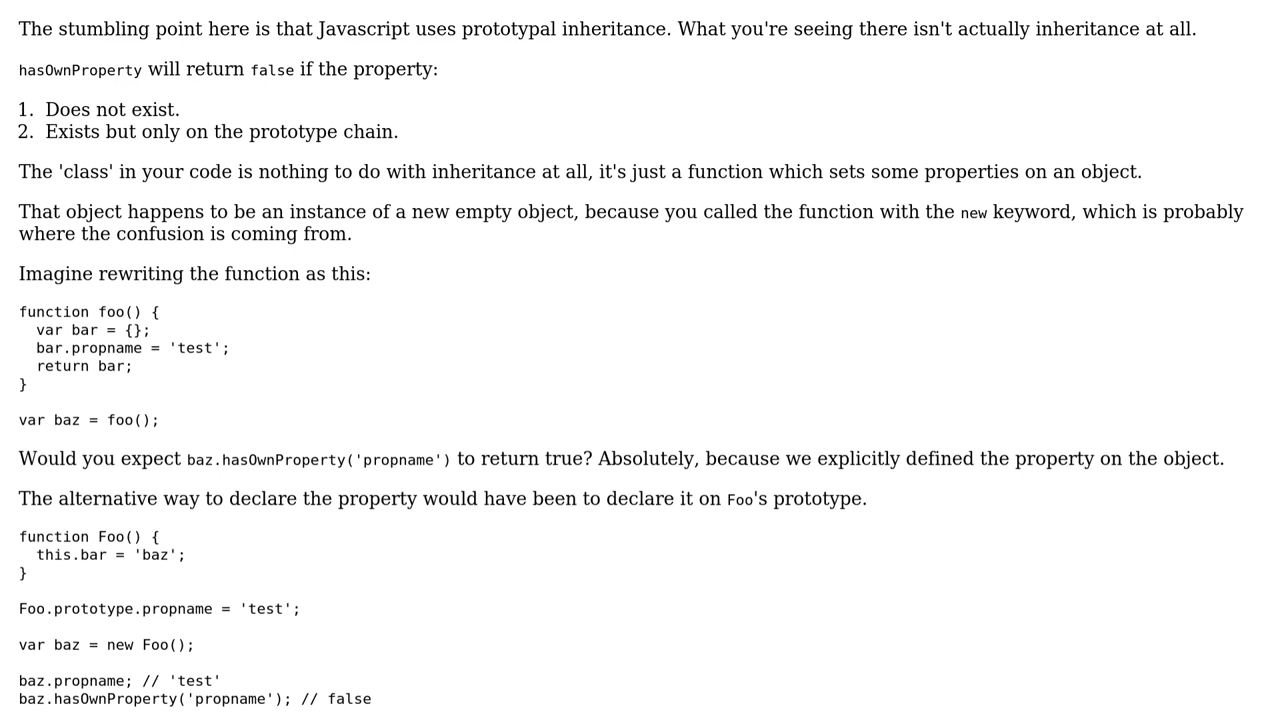 The stumbling point here is that Javascript uses prototypal inheritance. What you're seeing there isn't actually inheritance at all.
hasOwnProperty will return false if the property:
1. Does not exist.
2. Exists but only on the prototype chain.
The 'class' in your code is nothing to do with inheritance at all, it's just a function which sets some properties on an object.
That object happens to be an instance of a new empty object, because you called the function with the new keyword, which is probably
where the confusion is coming from.
Imagine rewriting the function as this:
function foo() {
  var bar = {};
  bar.propname = 'test';
  return bar;
}
var baz = foo();
Would you expect baz.hasOwnProperty('propname') to return true? Absolutely, because we explicitly defined the property on the object.
The alternative way to declare the property would have been to declare it on Foo's prototype.
function Foo() {
  this.bar = 'baz';
}
Foo.prototype.propname = 'test';
var baz = new Foo();
baz.propname; // 'test'
baz.hasOwnProperty('propname'); // false